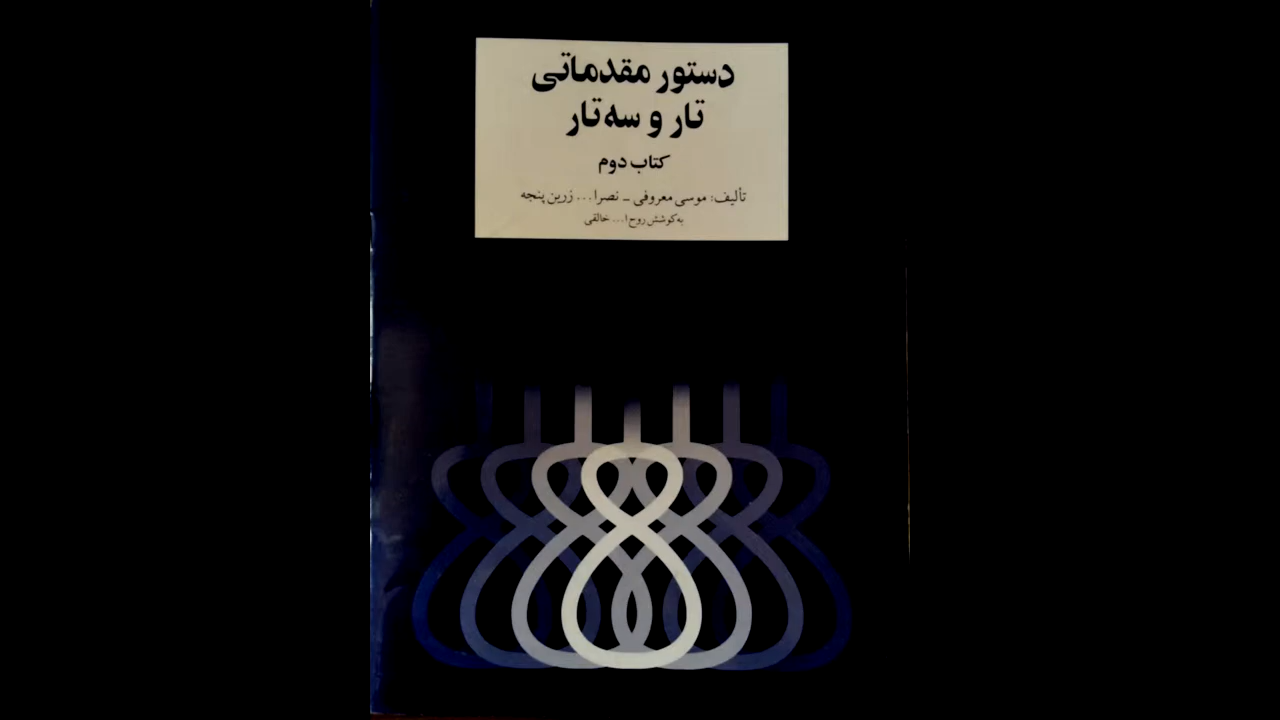 دستور مقدماتی
تار و سه‌تار
کتاب دوم
تألیف: موسی معروفی ـ نصرا... زرین پنجه
به‌کوشش روح ا... خالقی